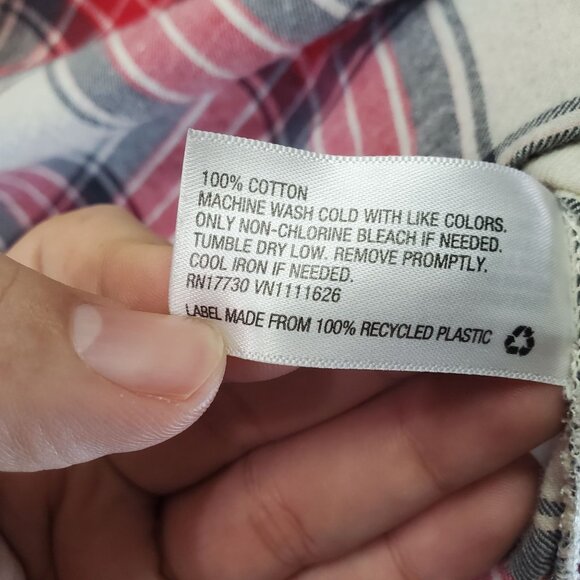 100% COTTON
MACHINE WASH COLD WITH LIKE COLORS.
ONLY NON-CHLORINE BLEACH IF NEEDED.
TUMBLE DRY LOW. REMOVE PROMPTLY.
COOL IRON IF NEEDED.
RN17730 VN1111626
LABEL MADE FROM 100% RECYCLED PLASTIC